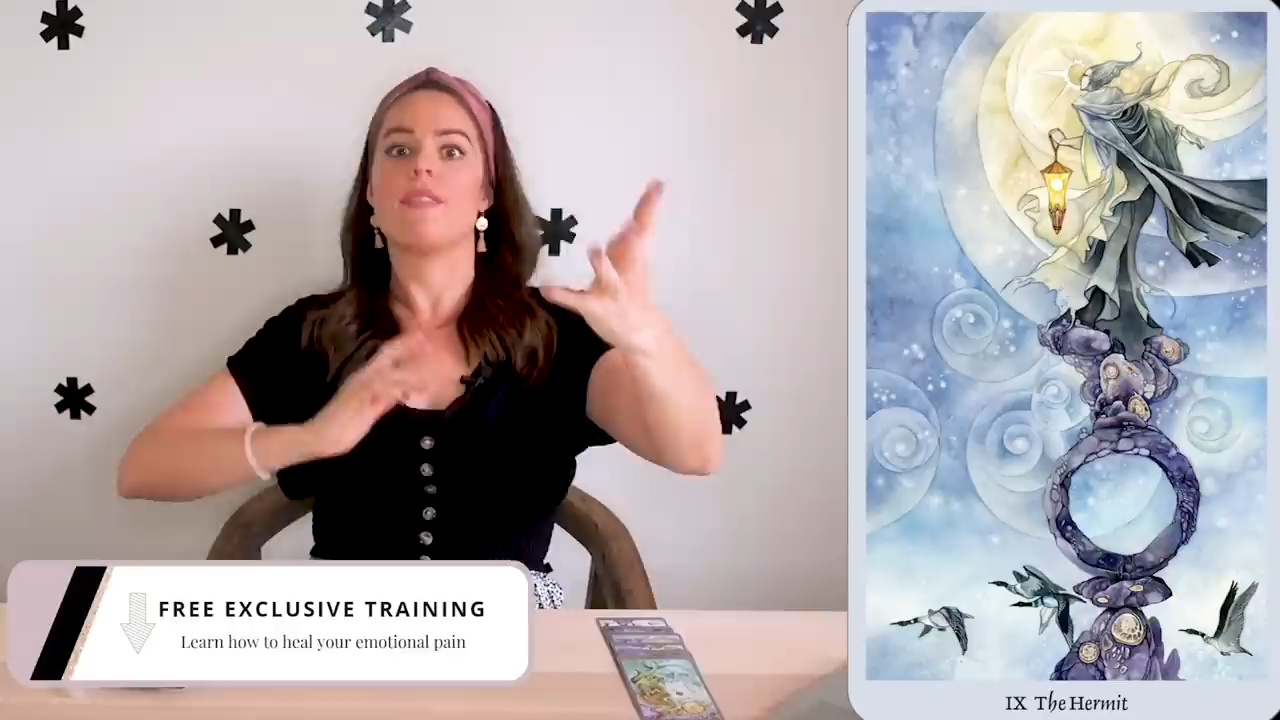 FREE EXCLUSIVE TRAINING
Learn how to heal your emotional pain
IX The Hermit